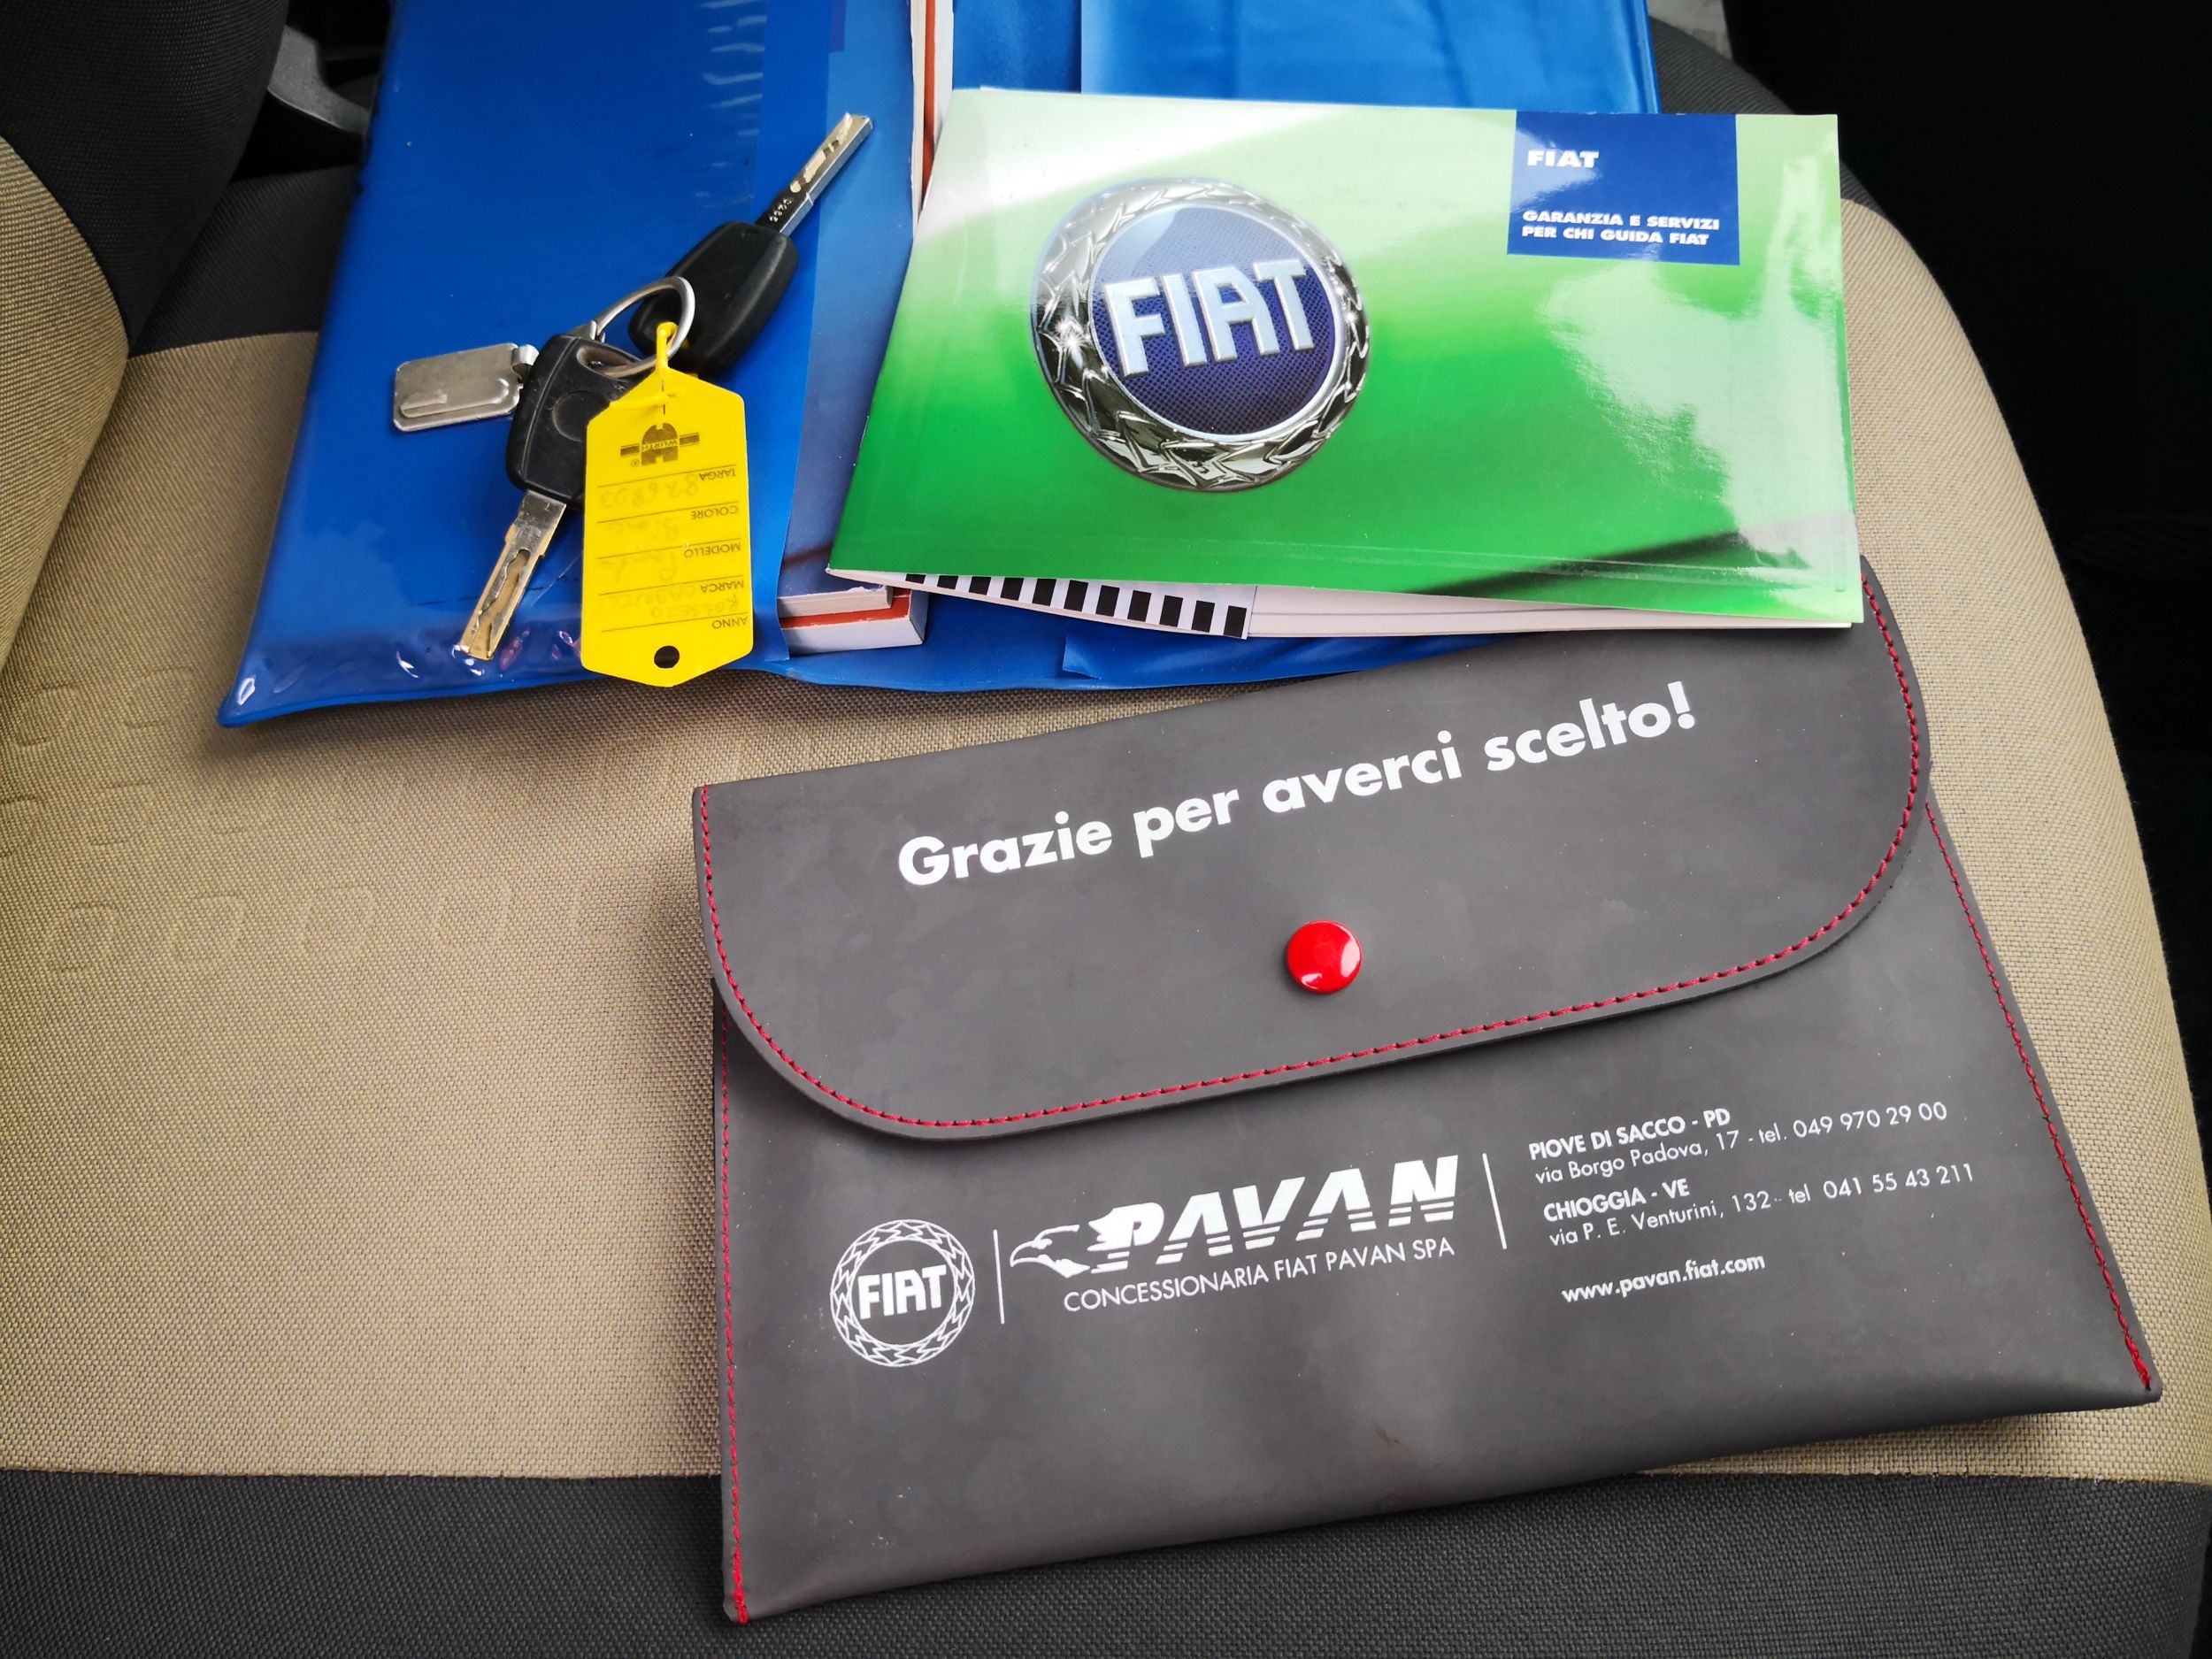 FIAT
GARANZIA E SERVIZI
PER CHI GUIDA FIAT
FIAT
WÜRTH
TARGA
COLORE
MODELLO
Panda
MARCA
ANNO
Grazie per averci scelto!
FIAT
PAVAN
CONCESSIONARIA FIAT PAVAN SPA
PIOVE DI SACCO - PD
via Borgo Padova, 17 - tel. 049 970 29 00
CHIOGGIA - VE
via P. E. Venturini, 132 - tel 041 55 43 211
www.pavan.fiat.com